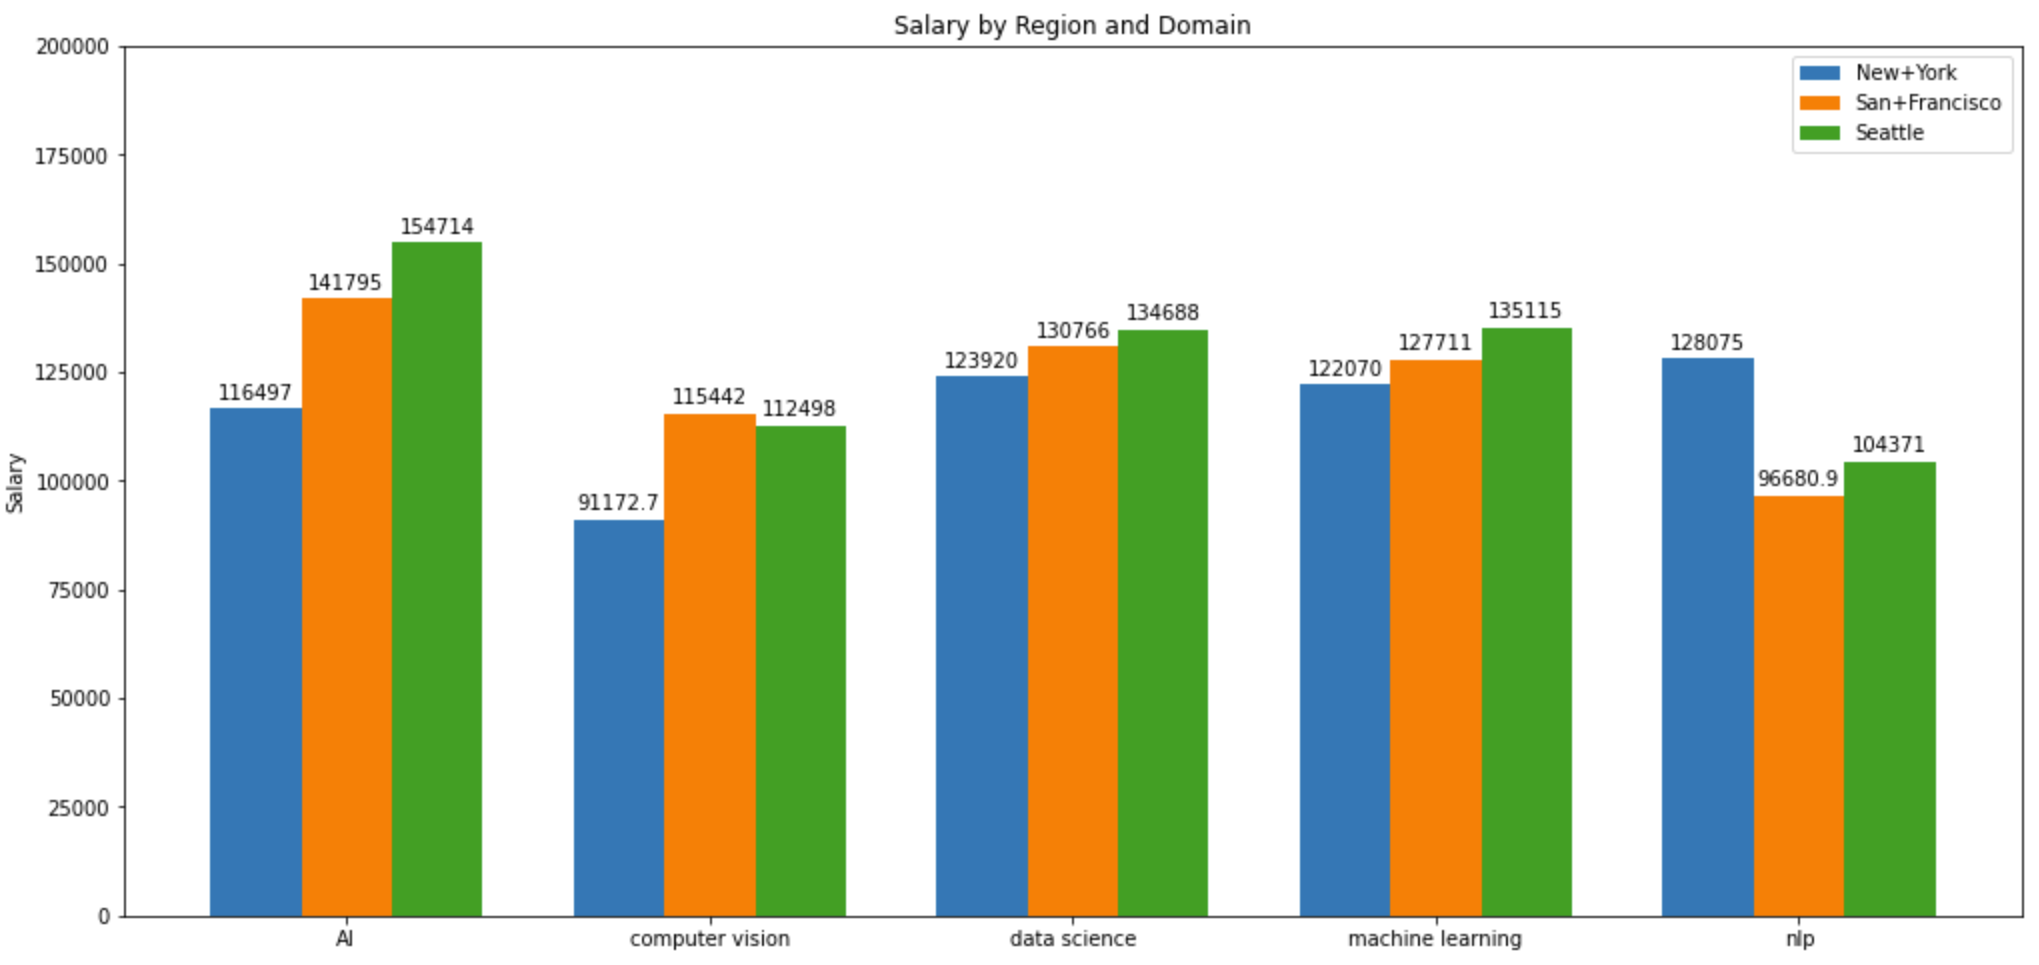 Salary by Region and Domain
200000
175000
150000
125000
100000
75000
50000
25000
0
Salary
New+York
San+Francisco
Seattle
116497
141795
154714
91172.7
115442
112498
123920
130766
134688
122070
127711
135115
128075
96680.9
104371
AI
computer vision
data science
machine learning
nlp